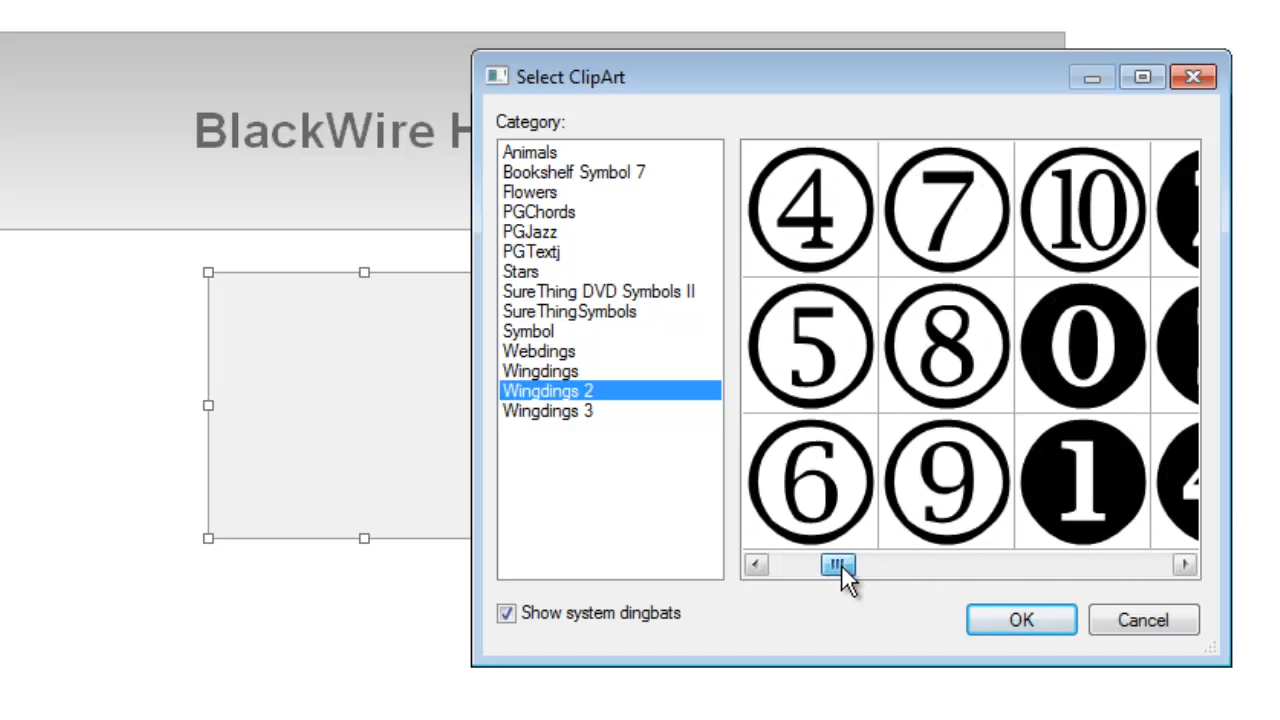 Select ClipArt
BlackWire H
Category:
Animals
Bookshelf Symbol 7
Flowers
PGChords
PGJazz
PGTextj
Stars
SureThing DVD Symbols II
SureThingSymbols
Symbol
Webdings
Wingdings
Wingdings 2
Wingdings 3
4 7 10
5 8 0
6 9 1
Show system dingbats
OK
Cancel